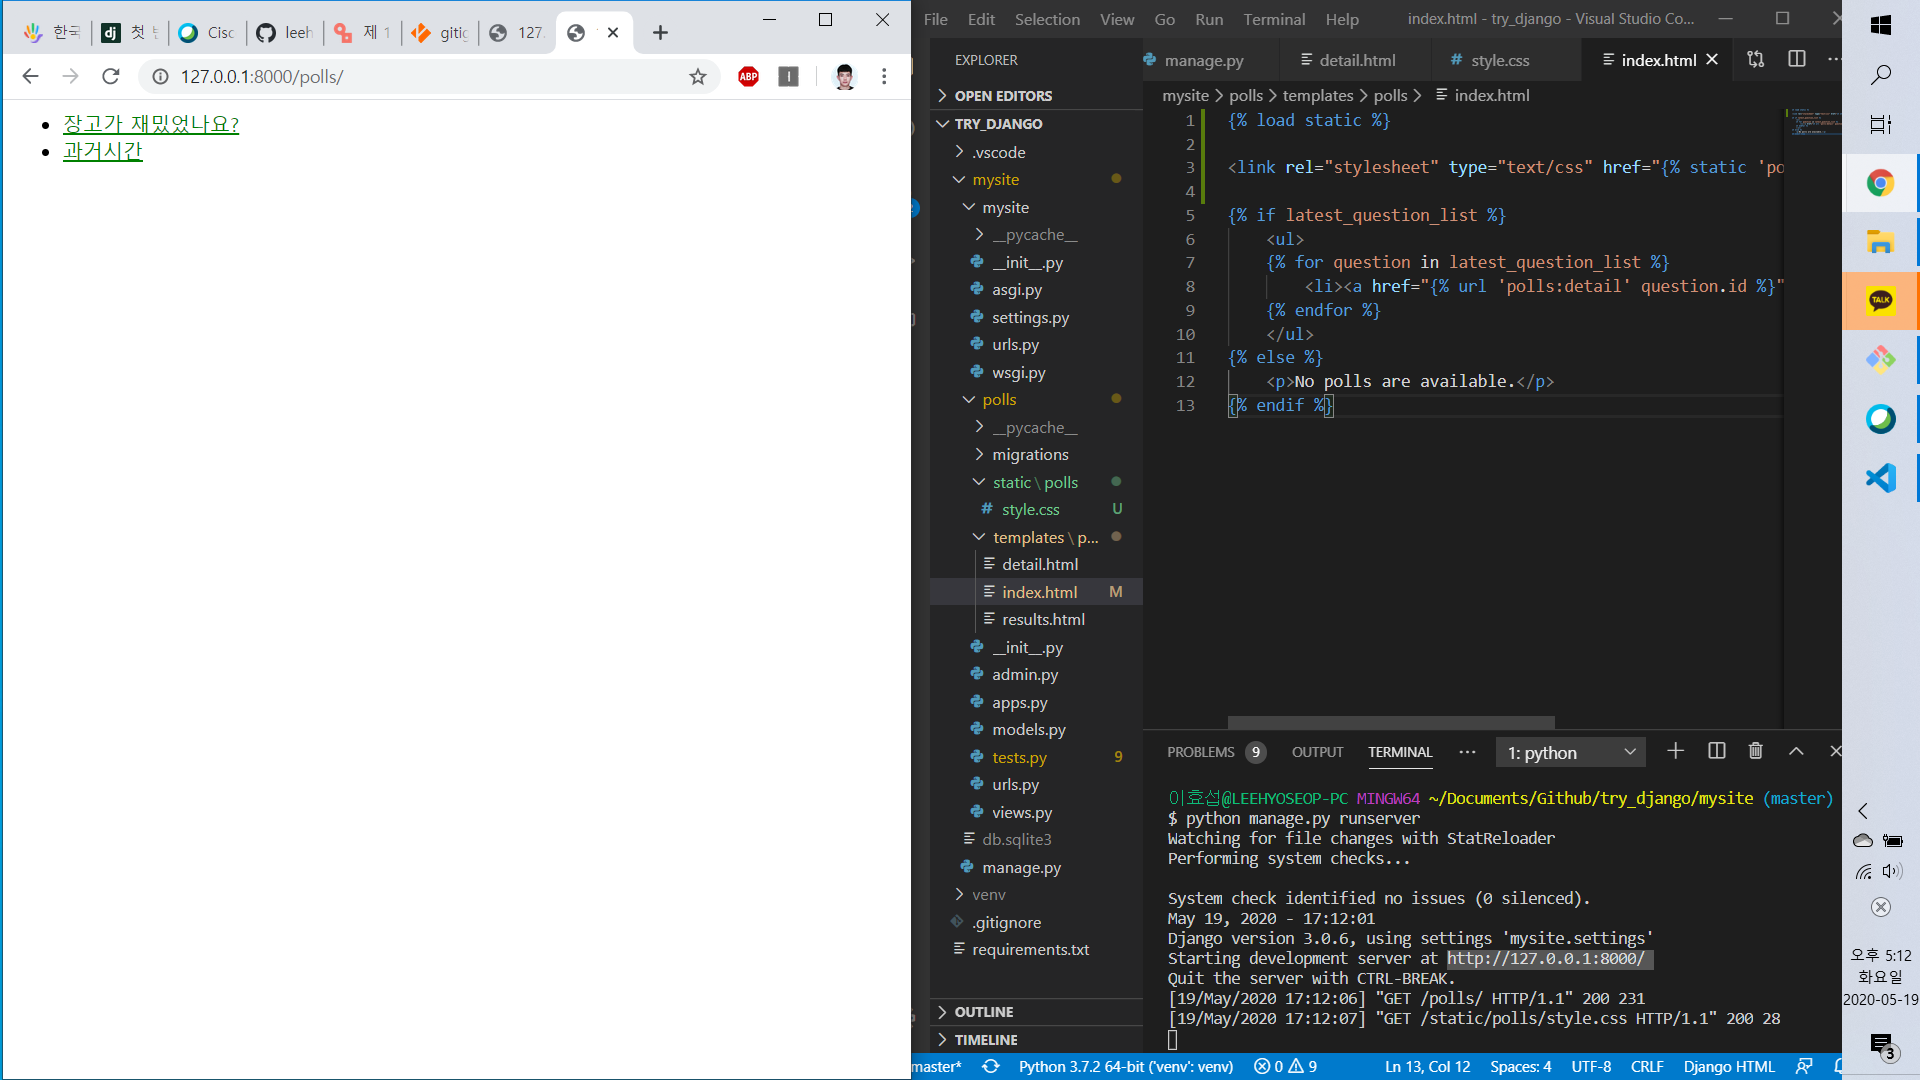 한국
첫 번
Cisc
leeh
제 1
gitig
127.
127.0.0.1:8000/polls/
ABP
장고가 재밌었나요?
과거시간
File Edit Selection View Go Run Terminal Help
index.html - try_django - Visual Studio Co...
EXPLORER
OPEN EDITORS
TRY_DJANGO
.vscode
mysite
mysite
__pycache__
__init__.py
asgi.py
settings.py
urls.py
wsgi.py
polls
__pycache__
migrations
static \ polls
# style.css U
templates \ p...
detail.html
index.html M
results.html
__init__.py
admin.py
apps.py
models.py
tests.py 9
urls.py
views.py
db.sqlite3
manage.py
venv
.gitignore
requirements.txt
OUTLINE
TIMELINE
manage.py detail.html # style.css index.html
mysite > polls > templates > polls > index.html
1 {% load static %}
2
3 <link rel="stylesheet" type="text/css" href="{% static 'po
4
5 {% if latest_question_list %}
6 <ul>
7 {% for question in latest_question_list %}
8 <li><a href="{% url 'polls:detail' question.id %}"
9 {% endfor %}
10 </ul>
11 {% else %}
12 <p>No polls are available.</p>
13 {% endif %}
PROBLEMS 9 OUTPUT TERMINAL ... 1: python
이효섭@LEEHYOSEOP-PC MINGW64 ~/Documents/Github/try_django/mysite (master)
$ python manage.py runserver
Watching for file changes with StatReloader
Performing system checks...
System check identified no issues (0 silenced).
May 19, 2020 - 17:12:01
Django version 3.0.6, using settings 'mysite.settings'
Starting development server at http://127.0.0.1:8000/
Quit the server with CTRL-BREAK.
[19/May/2020 17:12:06] "GET /polls/ HTTP/1.1" 200 231
[19/May/2020 17:12:07] "GET /static/polls/style.css HTTP/1.1" 200 28
master* Python 3.7.2 64-bit ('venv': venv) 0 9 Ln 13, Col 12 Spaces: 4 UTF-8 CRLF Django HTML
TALK
오후 5:12
화요일
2020-05-19
3